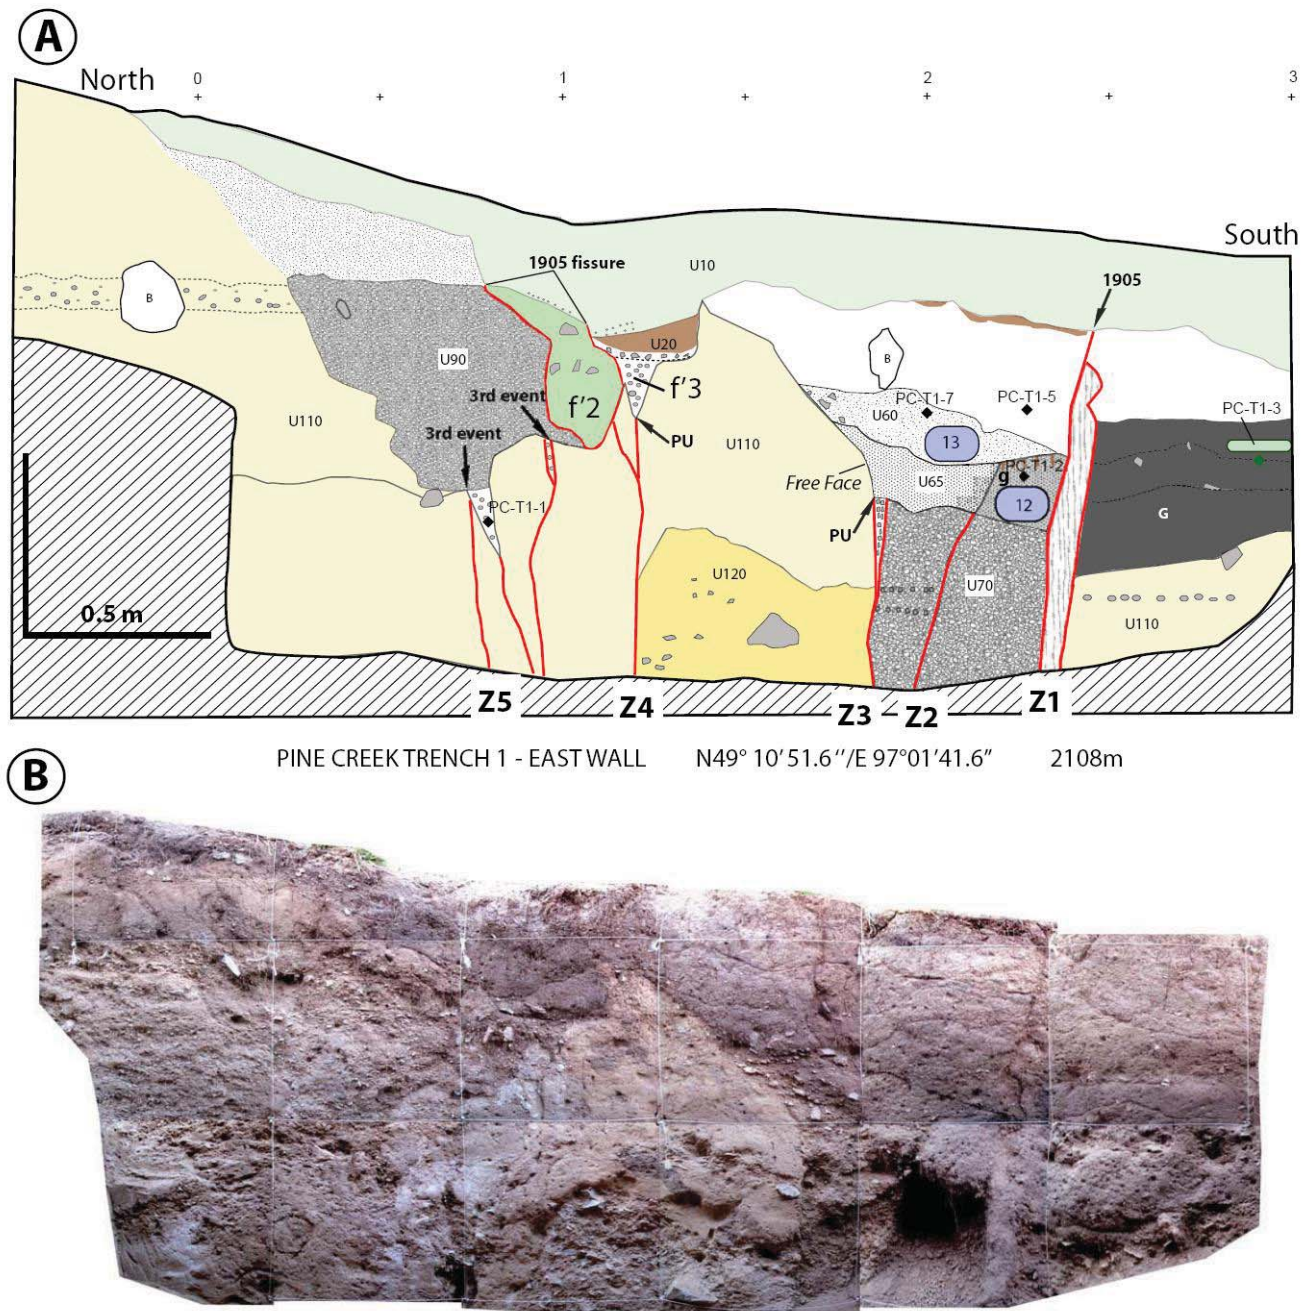 A
North
0
1
2
3
South
1905 fissure
U10
1905
B
U20
B
U90
f'3
3rd event
f'2
PC-T1-7
PC-T1-5
PC-T1-3
U60
U110
3rd event
PU
U110
13
PC-T1-2
g
Free Face
U65
12
G
PC-T1-1
PU
U120
U70
0.5 m
U110
Z5
Z4
Z3
Z2
Z1
PINE CREEK TRENCH 1 - EAST WALL N49° 10'51.6''/E 97°01'41.6" 2108m
B